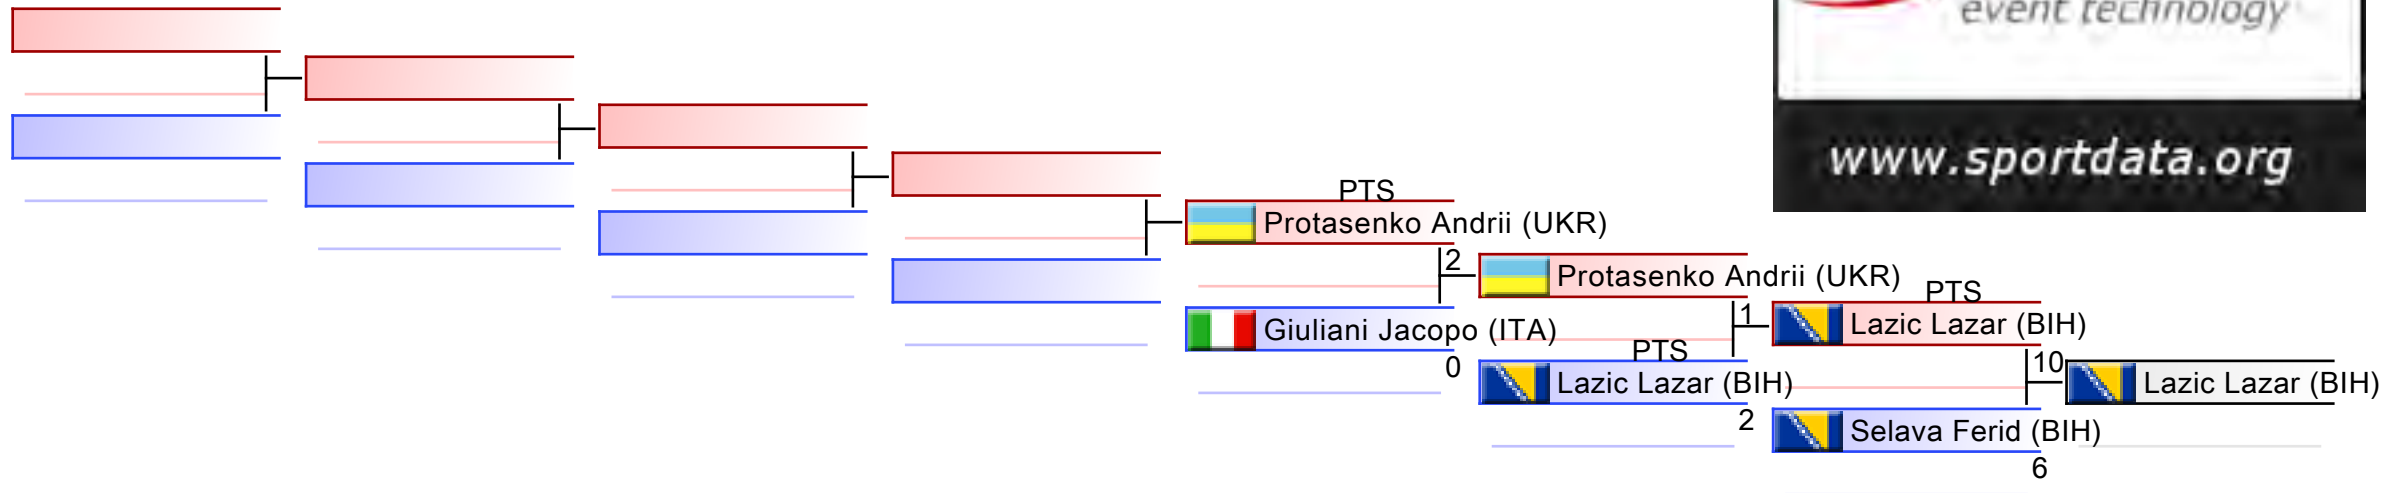 event technology
www.sportdata.org
PTS
Protasenko Andrii (UKR)
2
Giuliani Jacopo (ITA)
0
Protasenko Andrii (UKR)
1
PTS
Lazic Lazar (BIH)
2
PTS
Lazic Lazar (BIH)
10
Selava Ferid (BIH)
6
Lazic Lazar (BIH)